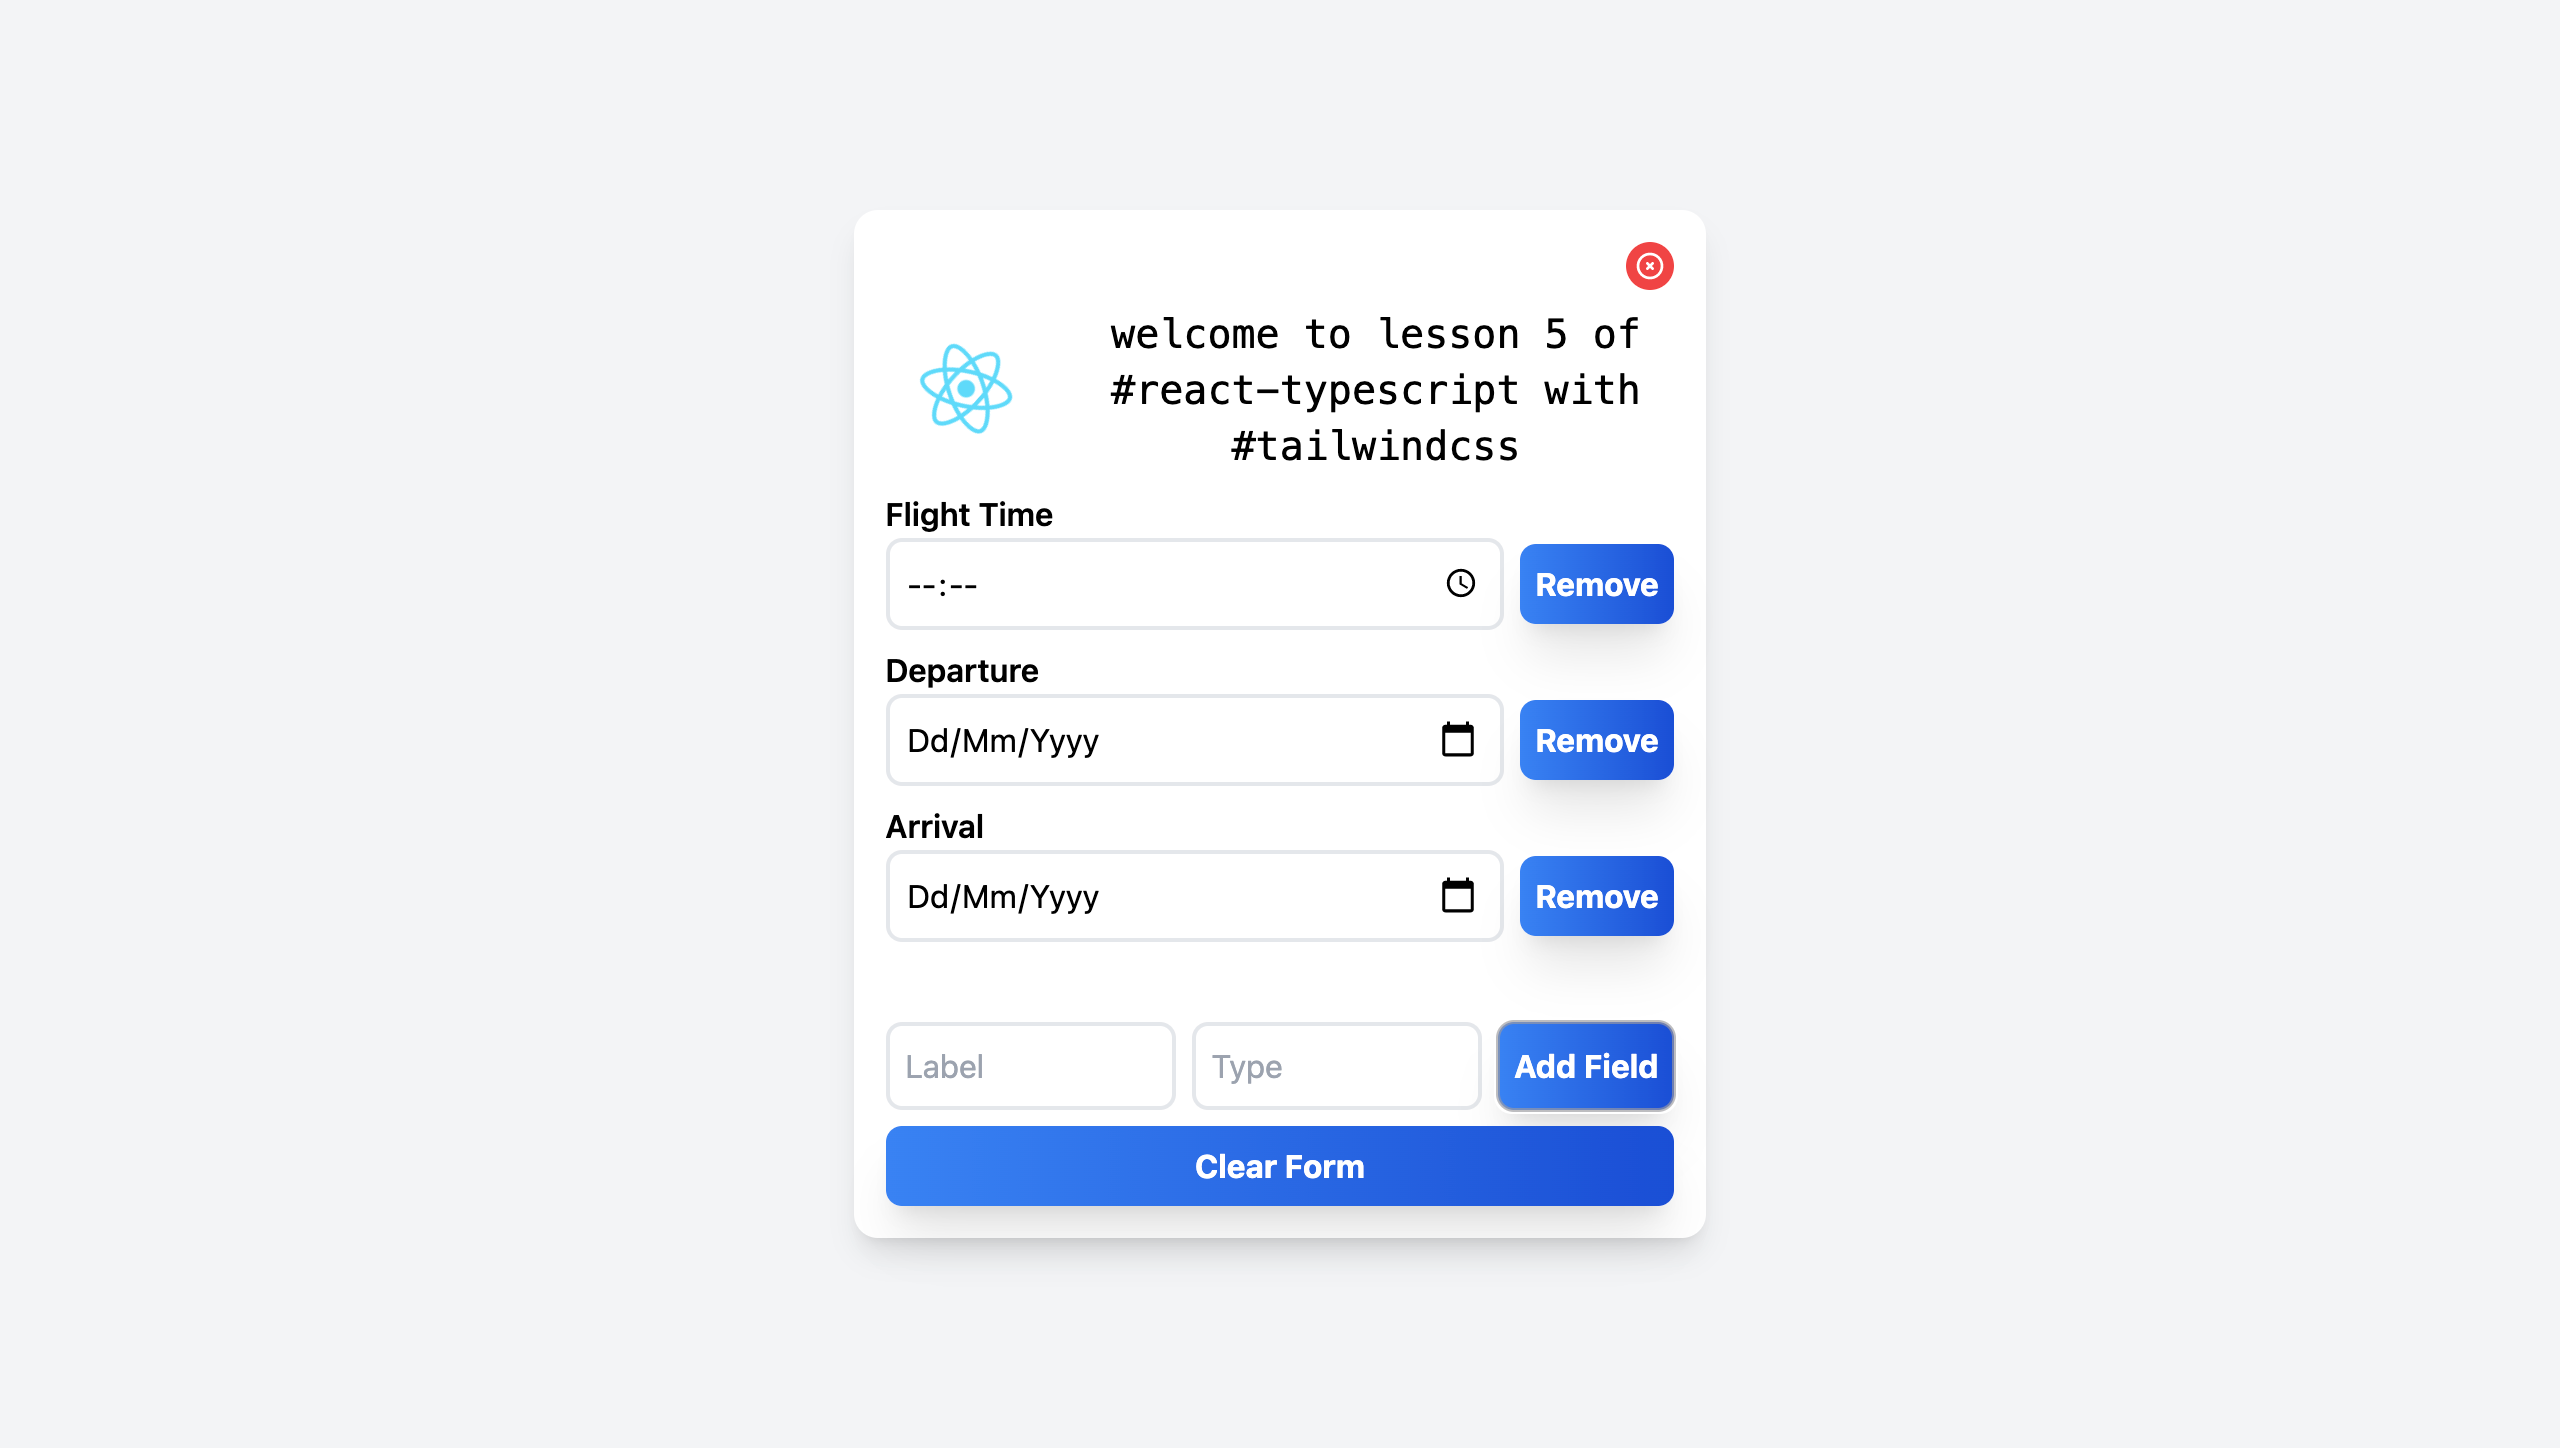 welcome to lesson 5 of
#react-typescript with
#tailwindcss
Flight Time
--:--
Remove
Departure
Dd/Mm/Yyyy
Remove
Arrival
Dd/Mm/Yyyy
Remove
Label
Type
Add Field
Clear Form